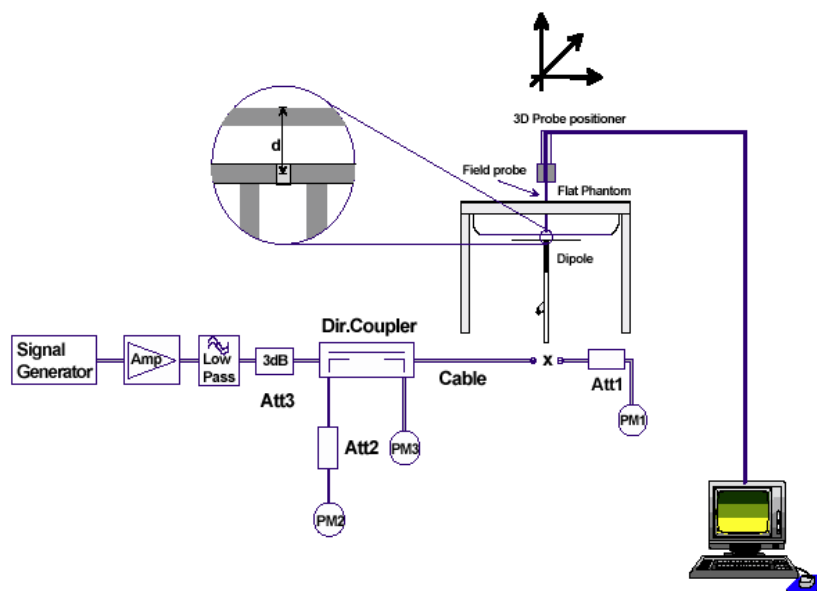 3D Probe positioner
d
Field probe
Flat Phantom
Dipole
Dir.Coupler
Signal
Generator
Amp
Low
Pass
3dB
Att3
Cable
x
Att1
PM1
Att2
PM3
PM2